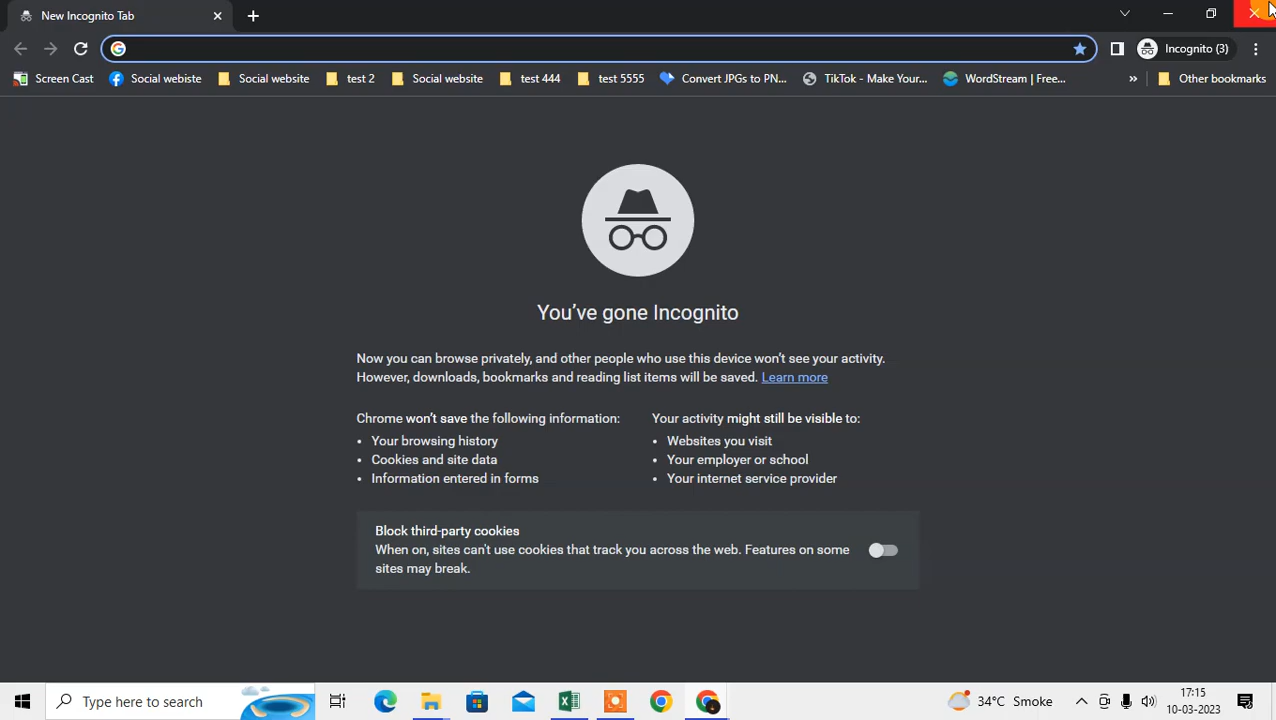 New Incognito Tab
Incognito (3)
Screen Cast Social webiste Social website test 2 Social website test 444 test 5555 Convert JPGs to PN... TikTok - Make Your... WordStream | Free... » Other bookmarks
You've gone Incognito
Now you can browse privately, and other people who use this device won't see your activity.
However, downloads, bookmarks and reading list items will be saved. Learn more
Chrome won't save the following information:
• Your browsing history
• Cookies and site data
• Information entered in forms
Your activity might still be visible to:
• Websites you visit
• Your employer or school
• Your internet service provider
Block third-party cookies
When on, sites can't use cookies that track you across the web. Features on some
sites may break.
Type here to search
34°C Smoke
17:15
10-03-2023